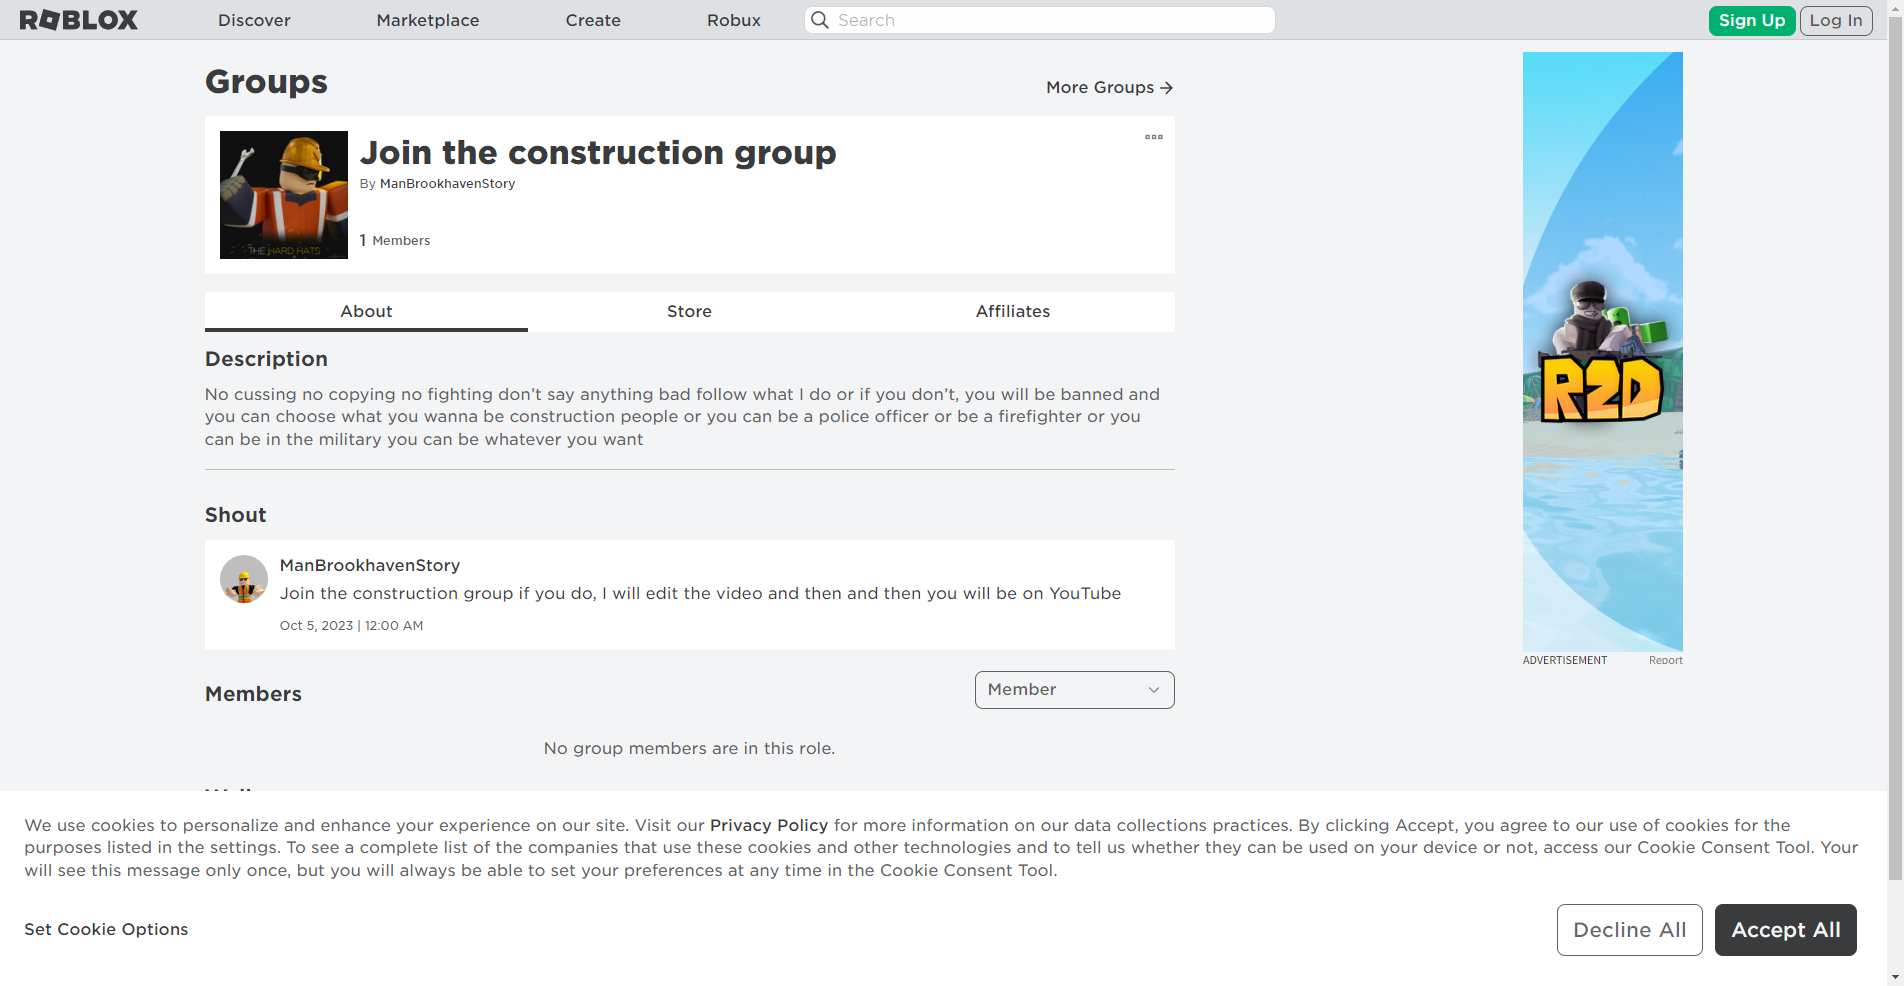 ROBLOX
Discover
Marketplace
Create
Robux
Search
Sign Up
Log In
Groups
More Groups
Join the construction group
By ManBrookhavenStory
THE HARD HATS
1 Members
About
Store
Affiliates
Description
No cussing no copying no fighting don’t say anything bad follow what I do or if you don’t, you will be banned and
you can choose what you wanna be construction people or you can be a police officer or be a firefighter or you
can be in the military you can be whatever you want
Shout
ManBrookhavenStory
Join the construction group if you do, I will edit the video and then and then you will be on YouTube
Oct 5, 2023 | 12:00 AM
R2D
ADVERTISEMENT
Report
Members
Member
No group members are in this role.
We use cookies to personalize and enhance your experience on our site. Visit our Privacy Policy for more information on our data collections practices. By clicking Accept, you agree to our use of cookies for the
purposes listed in the settings. To see a complete list of the companies that use these cookies and other technologies and to tell us whether they can be used on your device or not, access our Cookie Consent Tool. Your
will see this message only once, but you will always be able to set your preferences at any time in the Cookie Consent Tool.
Set Cookie Options
Decline All
Accept All